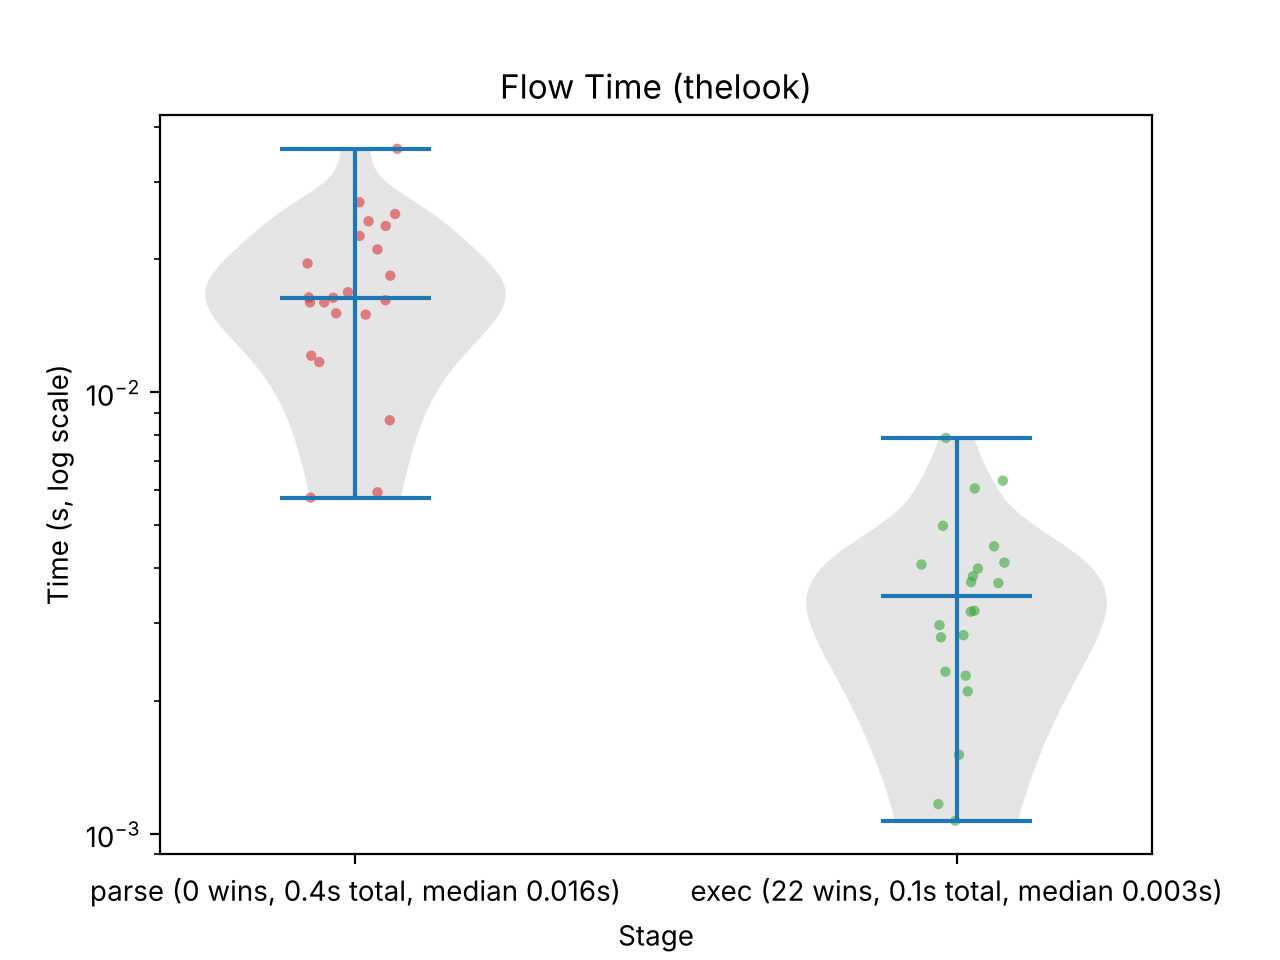 Flow Time (thelook)
Time (s, log scale)
10⁻²
10⁻³
parse (0 wins, 0.4s total, median 0.016s)
exec (22 wins, 0.1s total, median 0.003s)
Stage